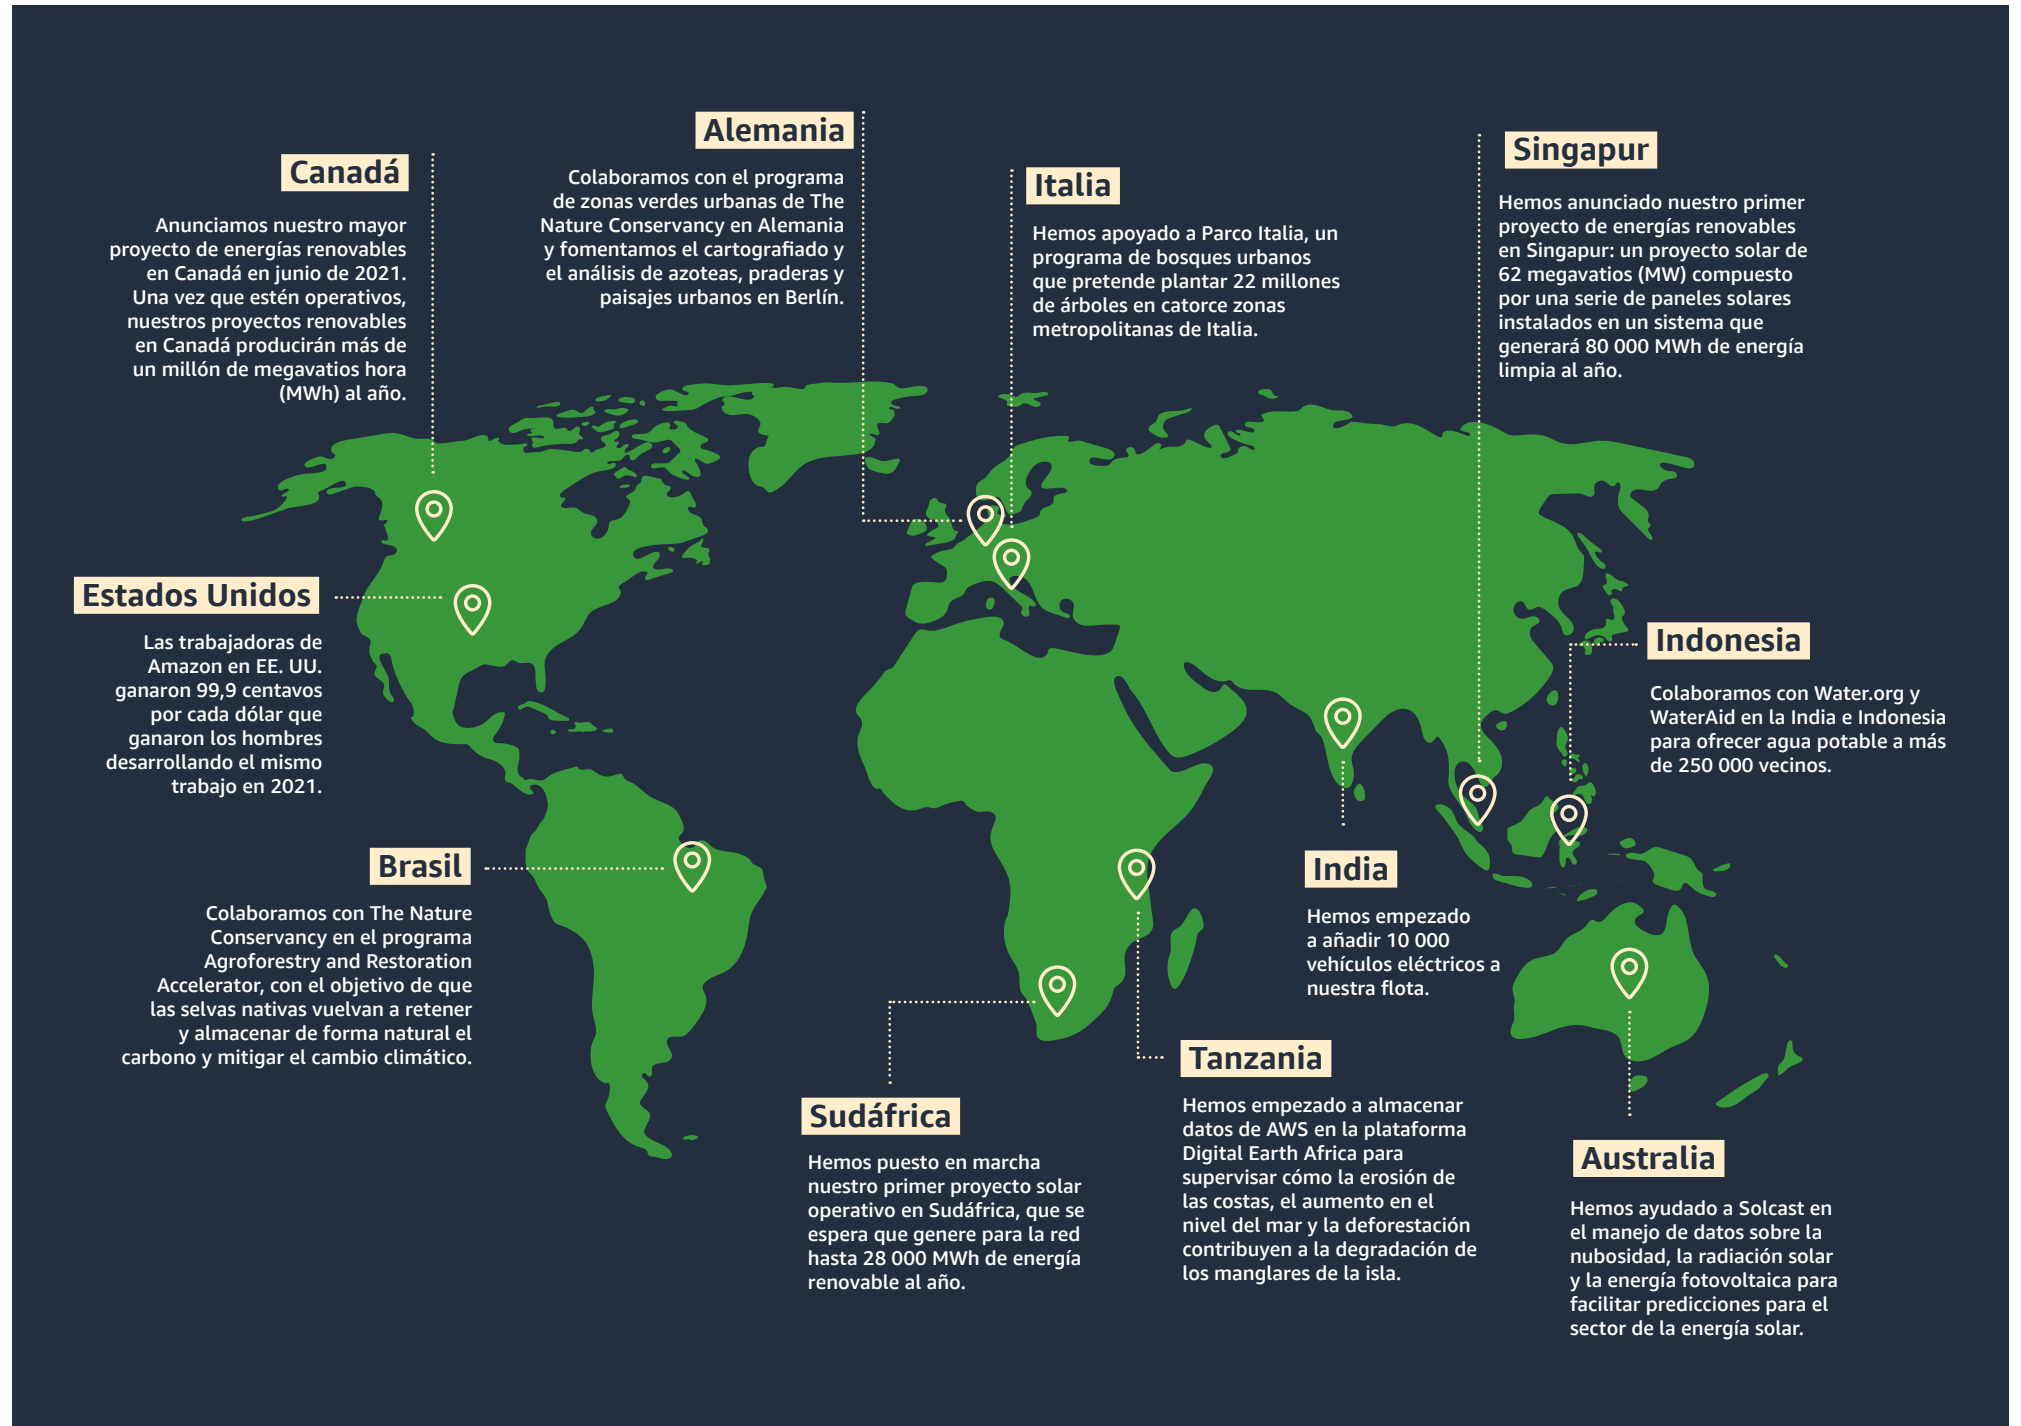 Canadá
Anunciamos nuestro mayor
proyecto de energías renovables
en Canadá en junio de 2021.
Una vez que estén operativos,
nuestros proyectos renovables
en Canadá producirán más de
un millón de megavatios hora
(MWh) al año.
Alemania
Colaboramos con el programa
de zonas verdes urbanas de The
Nature Conservancy en Alemania
y fomentamos el cartografiado y
el análisis de azoteas, praderas y
paisajes urbanos en Berlín.
Italia
Hemos apoyado a Parco Italia, un
programa de bosques urbanos
que pretende plantar 22 millones
de árboles en catorce zonas
metropolitanas de Italia.
Singapur
Hemos anunciado nuestro primer
proyecto de energías renovables
en Singapur: un proyecto solar de
62 megavatios (MW) compuesto
por una serie de paneles solares
instalados en un sistema que
generará 80 000 MWh de energía
limpia al año.
Estados Unidos
Las trabajadoras de
Amazon en EE. UU.
ganaron 99,9 centavos
por cada dólar que
ganaron los hombres
desarrollando el mismo
trabajo en 2021.
Indonesia
Colaboramos con Water.org y
WaterAid en la India e Indonesia
para ofrecer agua potable a más
de 250 000 vecinos.
Brasil
Colaboramos con The Nature
Conservancy en el programa
Agroforestry and Restoration
Accelerator, con el objetivo de que
las selvas nativas vuelvan a retener
y almacenar de forma natural el
carbono y mitigar el cambio climático.
India
Hemos empezado
a añadir 10 000
vehículos eléctricos a
nuestra flota.
Sudáfrica
Hemos puesto en marcha
nuestro primer proyecto solar
operativo en Sudáfrica, que se
espera que genere para la red
hasta 28 000 MWh de energía
renovable al año.
Tanzania
Hemos empezado a almacenar
datos de AWS en la plataforma
Digital Earth Africa para
supervisar cómo la erosión de
las costas, el aumento en el
nivel del mar y la deforestación
contribuyen a la degradación de
los manglares de la isla.
Australia
Hemos ayudado a Solcast en
el manejo de datos sobre la
nubosidad, la radiación solar
y la energía fotovoltaica para
facilitar predicciones para el
sector de la energía solar.